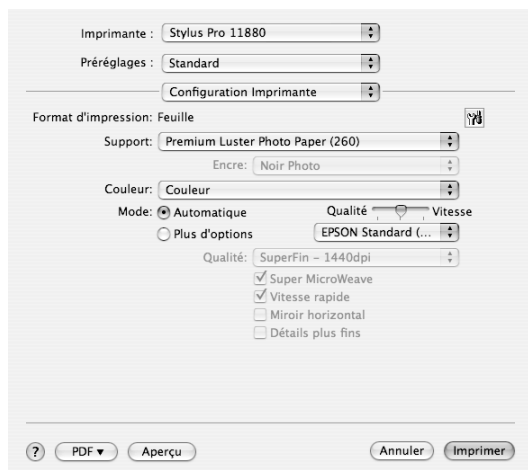 Imprimante : Stylus Pro 11880
Préréglages : Standard
Configuration Imprimante
Format d'impression: Feuille
Support: Premium Luster Photo Paper (260)
Encre: Noir Photo
Couleur: Couleur
Mode: Automatique Qualité Vitesse
Plus d'options EPSON Standard (...
Qualité: SuperFin – 1440dpi
Super MicroWeave
Vitesse rapide
Miroir horizontal
Détails plus fins
? PDF ▼ Aperçu Annuler Imprimer